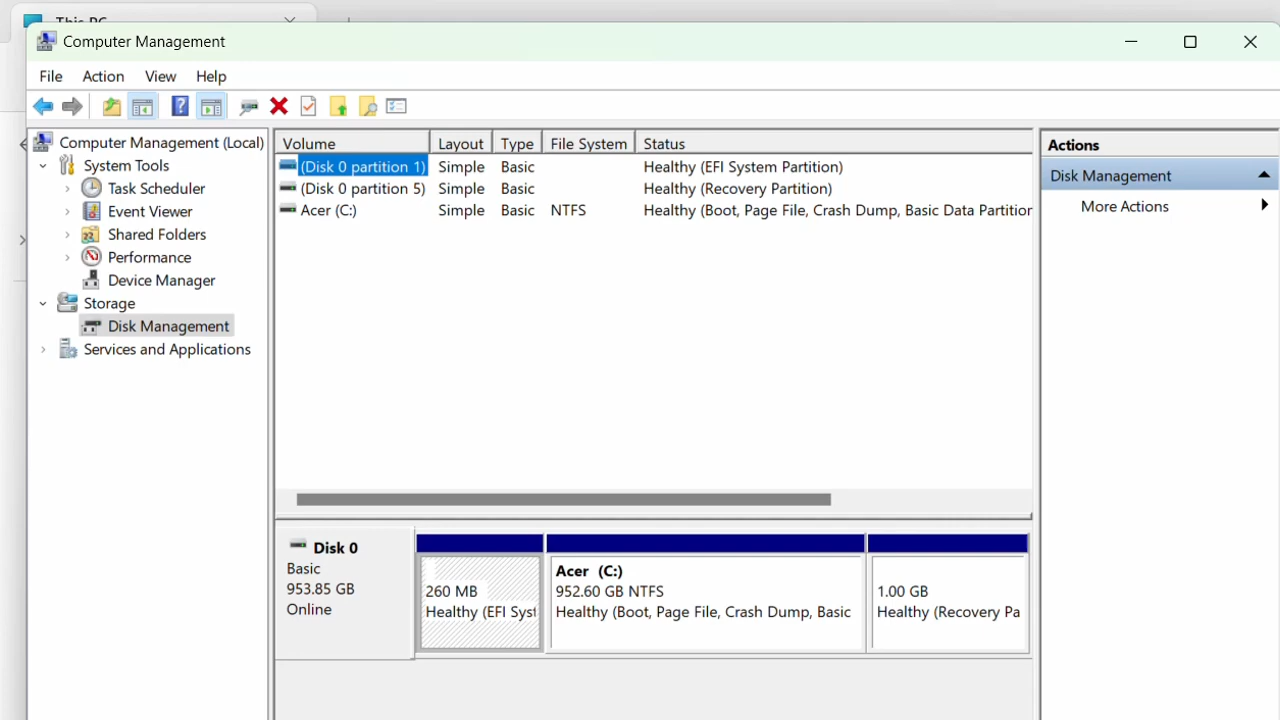 This PC
Computer Management
File Action View Help
Computer Management (Local)
System Tools
Task Scheduler
Event Viewer
Shared Folders
Performance
Device Manager
Storage
Disk Management
Services and Applications
Volume Layout Type File System Status
(Disk 0 partition 1) Simple Basic Healthy (EFI System Partition)
(Disk 0 partition 5) Simple Basic Healthy (Recovery Partition)
Acer (C:) Simple Basic NTFS Healthy (Boot, Page File, Crash Dump, Basic Data Partition
Disk 0
Basic
953.85 GB
Online
260 MB
Healthy (EFI Syst
Acer (C:)
952.60 GB NTFS
Healthy (Boot, Page File, Crash Dump, Basic
1.00 GB
Healthy (Recovery Pa
Actions
Disk Management
More Actions